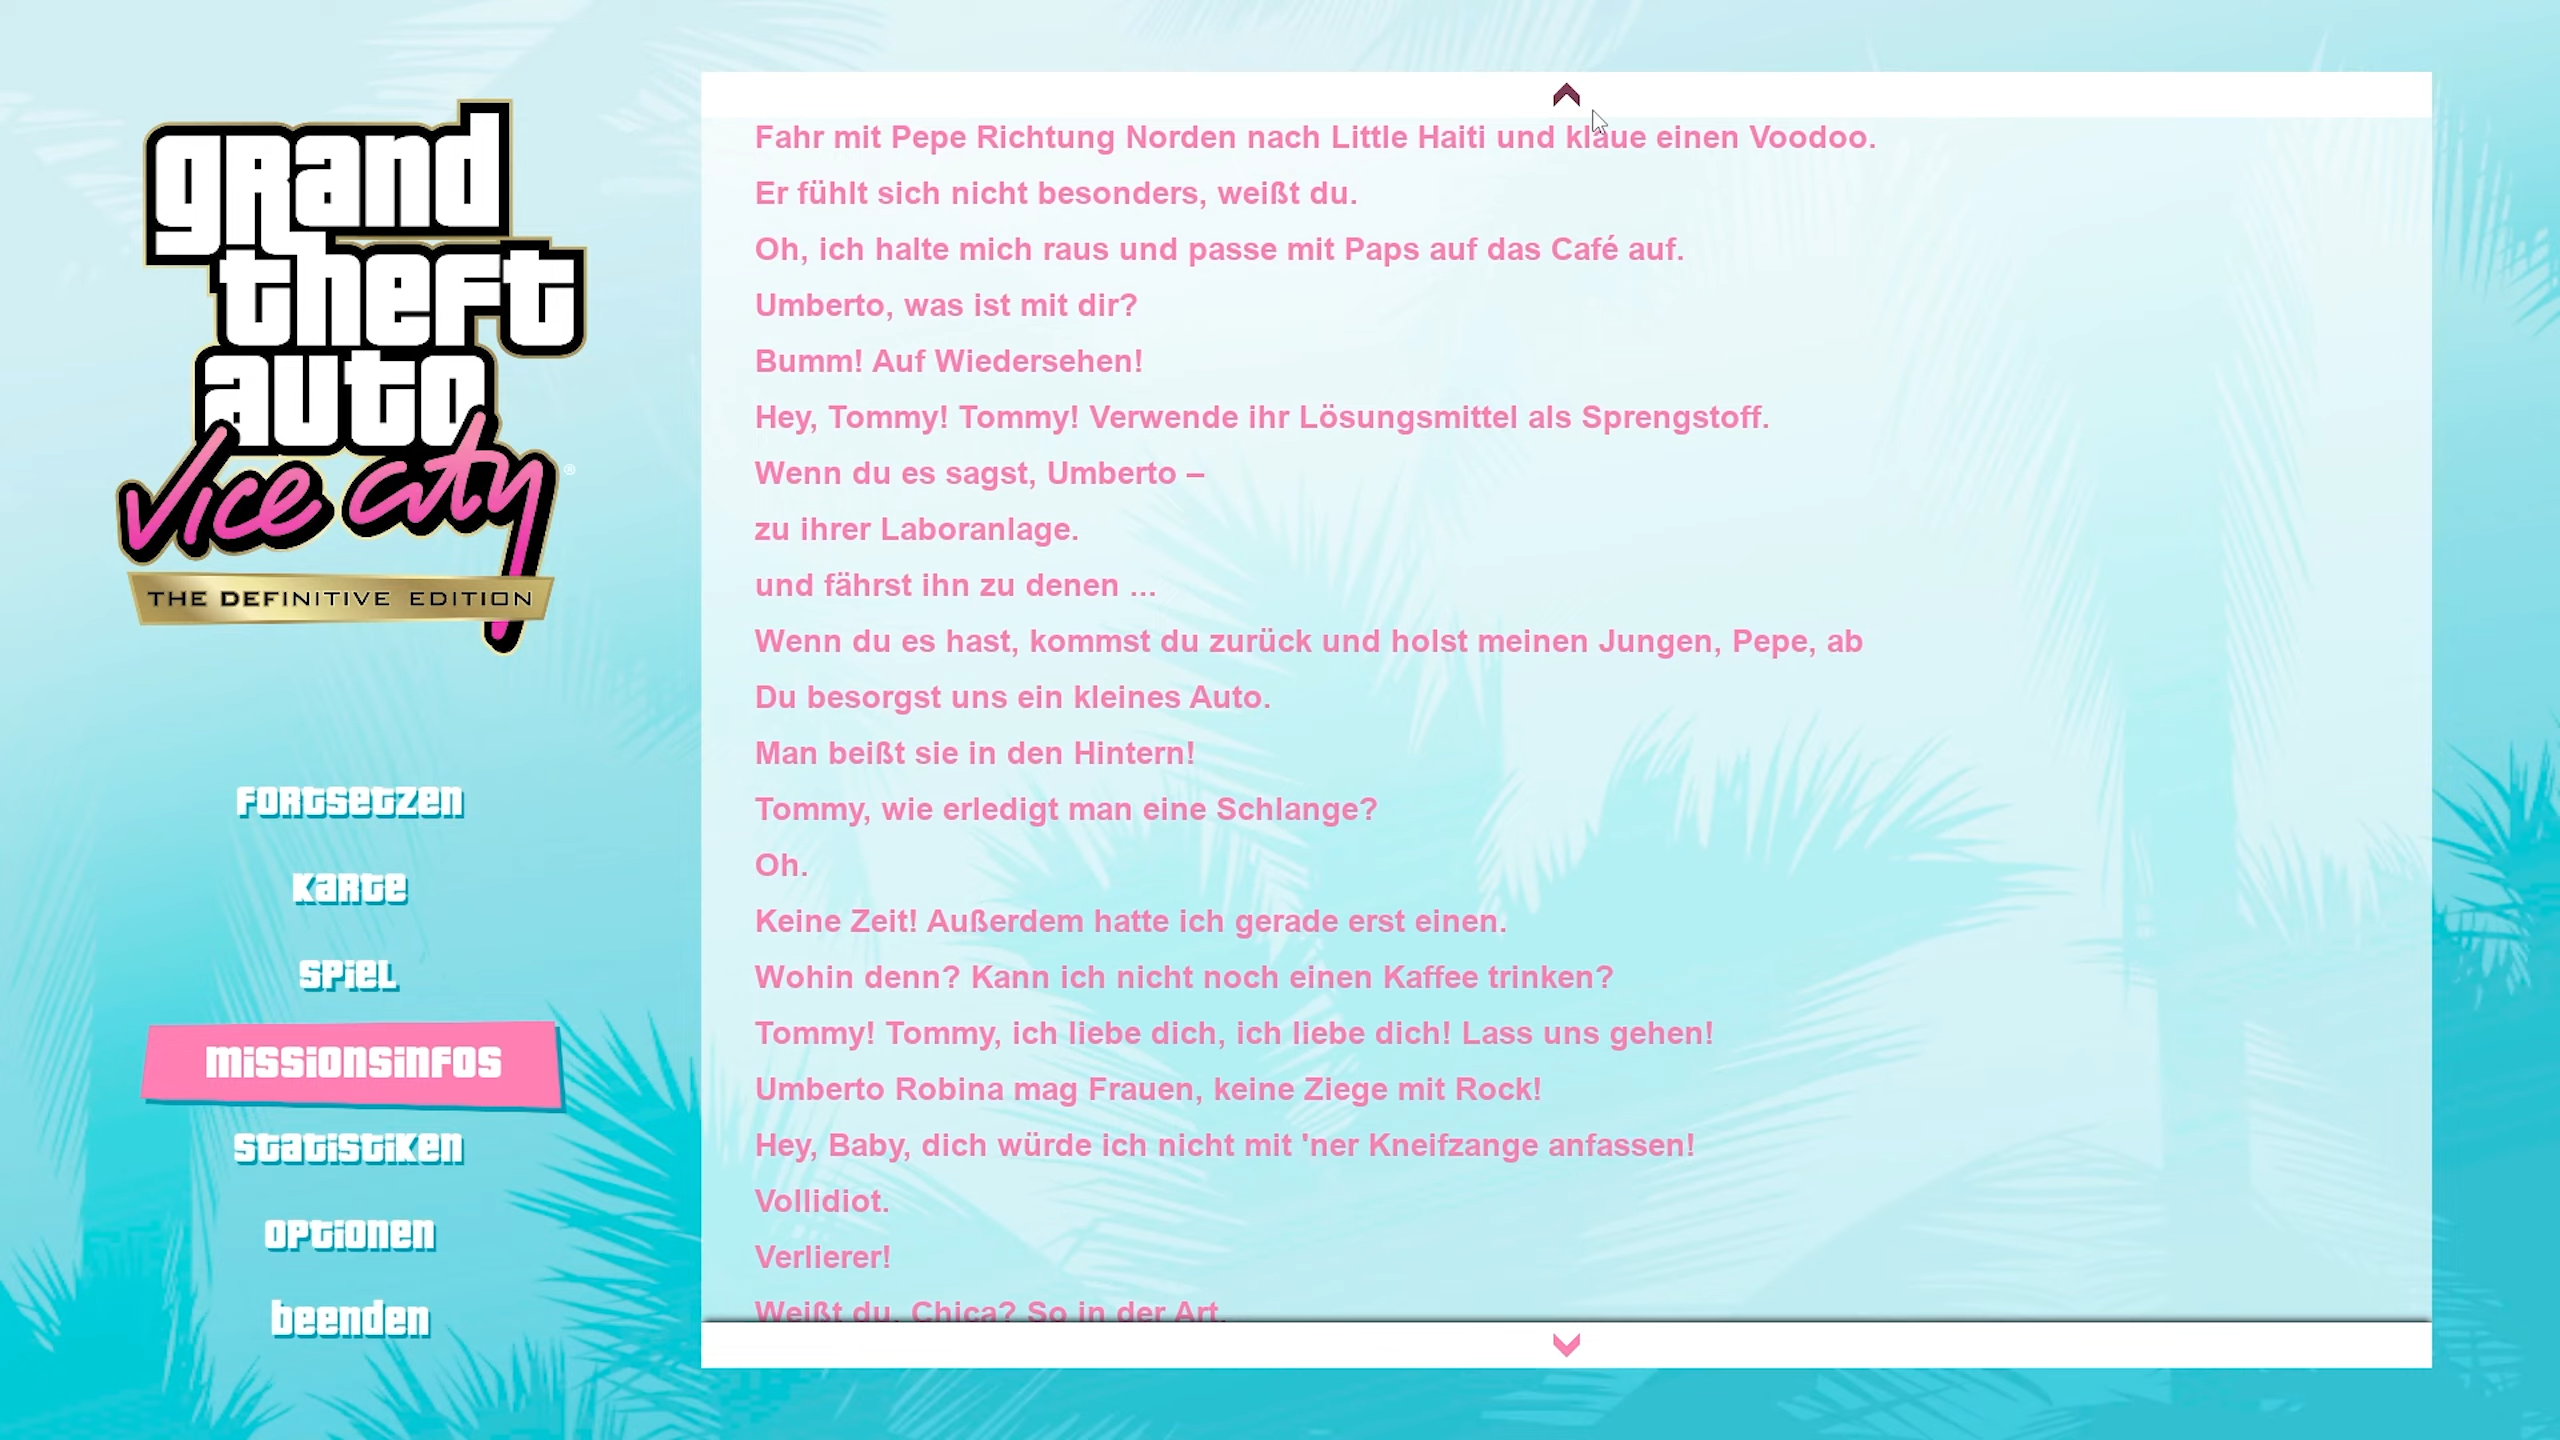 grand
theft
auto
vice city
®
THE DEFINITIVE EDITION
fortsetzen
Karte
Spiel
missionsinfos
Statistiken
optionen
beenden
Fahr mit Pepe Richtung Norden nach Little Haiti und klaue einen Voodoo.
Er fühlt sich nicht besonders, weißt du.
Oh, ich halte mich raus und passe mit Paps auf das Café auf.
Umberto, was ist mit dir?
Bumm! Auf Wiedersehen!
Hey, Tommy! Tommy! Verwende ihr Lösungsmittel als Sprengstoff.
Wenn du es sagst, Umberto –
zu ihrer Laboranlage.
und fährst ihn zu denen ...
Wenn du es hast, kommst du zurück und holst meinen Jungen, Pepe, ab
Du besorgst uns ein kleines Auto.
Man beißt sie in den Hintern!
Tommy, wie erledigt man eine Schlange?
Oh.
Keine Zeit! Außerdem hatte ich gerade erst einen.
Wohin denn? Kann ich nicht noch einen Kaffee trinken?
Tommy! Tommy, ich liebe dich, ich liebe dich! Lass uns gehen!
Umberto Robina mag Frauen, keine Ziege mit Rock!
Hey, Baby, dich würde ich nicht mit 'ner Kneifzange anfassen!
Vollidiot.
Verlierer!
Weißt du, Chica? So in der Art.